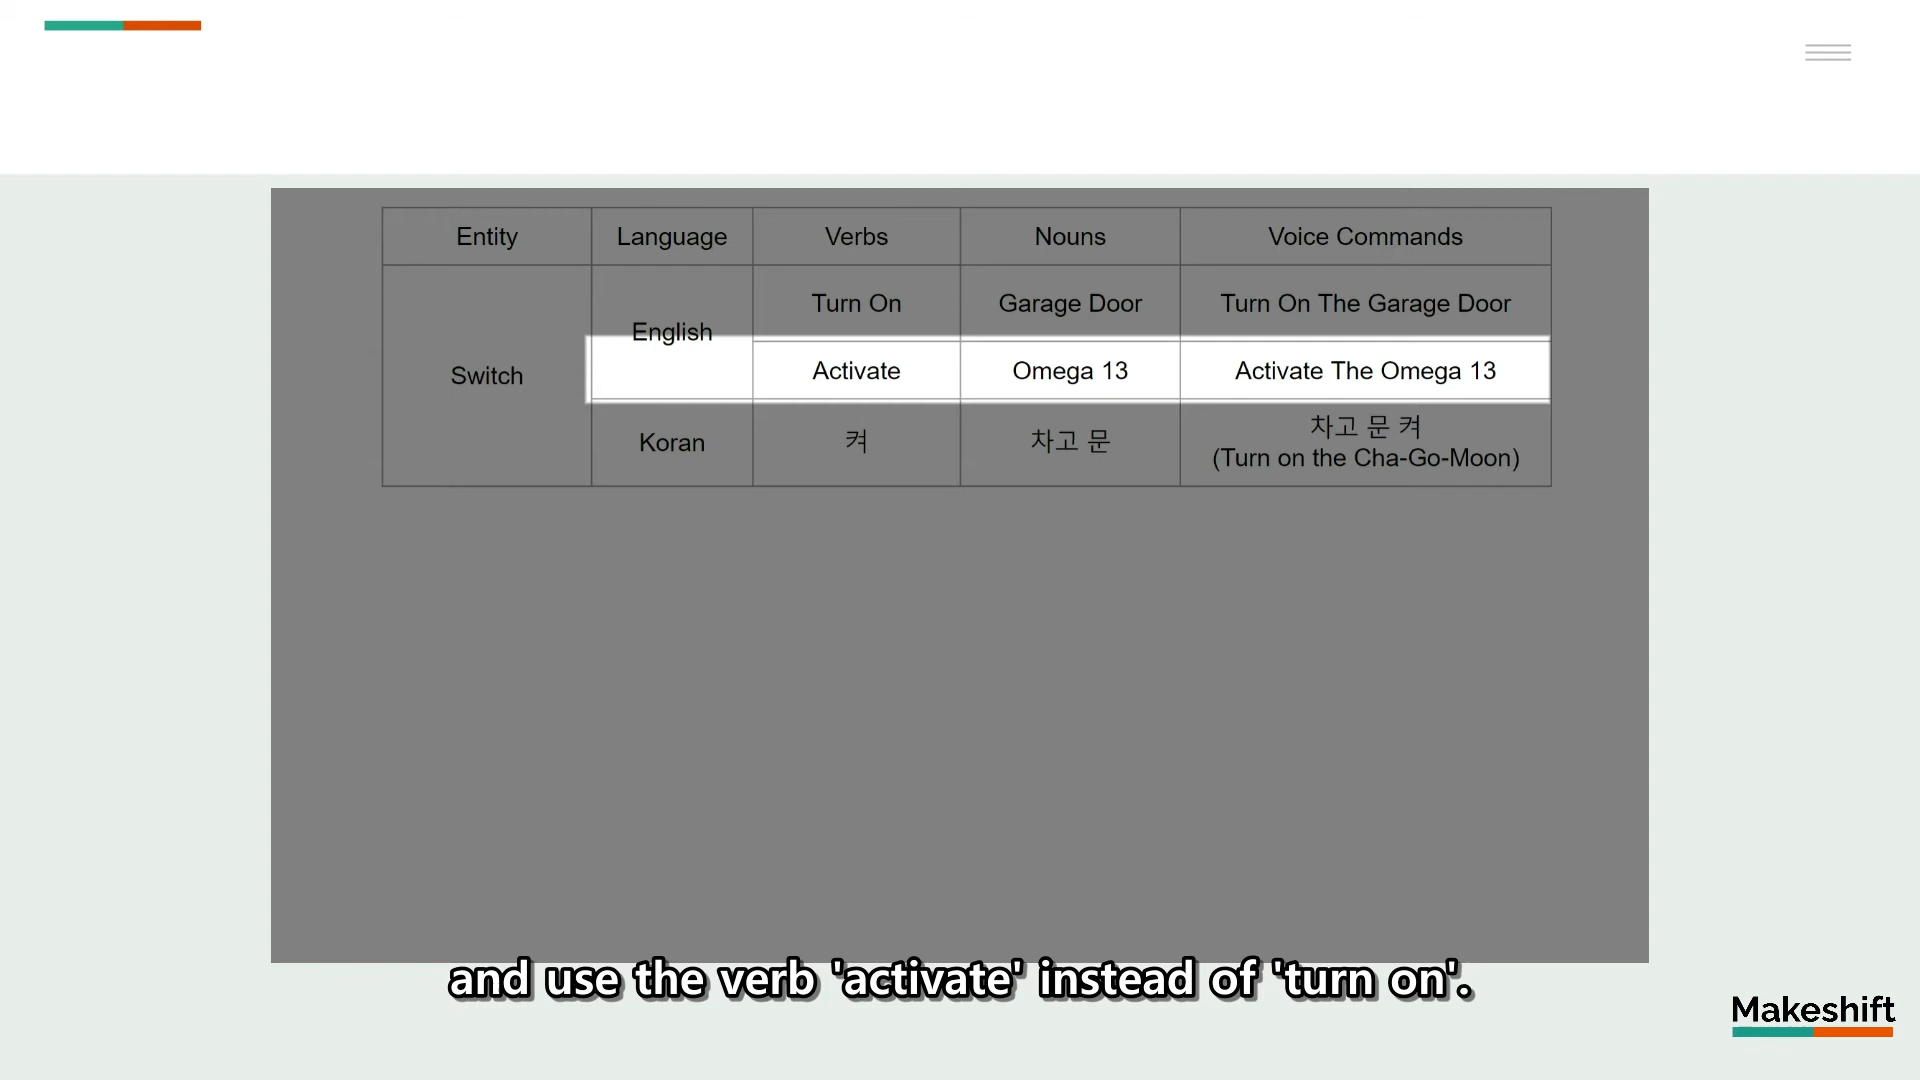 Entity Language Verbs Nouns Voice Commands
Turn On Garage Door Turn On The Garage Door
English
Switch Activate Omega 13 Activate The Omega 13
Koran 켜 차고 문 차고 문 켜
(Turn on the Cha-Go-Moon)
and use the verb 'activate' instead of 'turn on'.
Makeshift